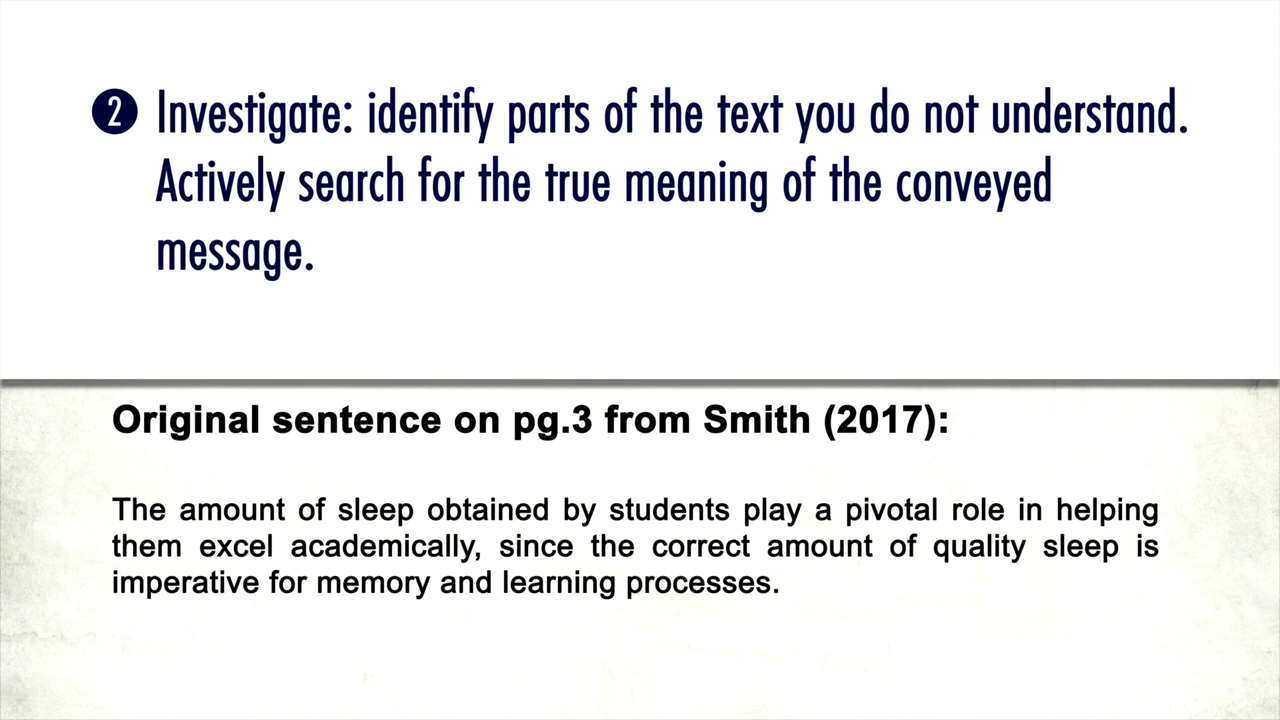 2 Investigate: identify parts of the text you do not understand.
Actively search for the true meaning of the conveyed
message.
Original sentence on pg.3 from Smith (2017):
The amount of sleep obtained by students play a pivotal role in helping
them excel academically, since the correct amount of quality sleep is
imperative for memory and learning processes.